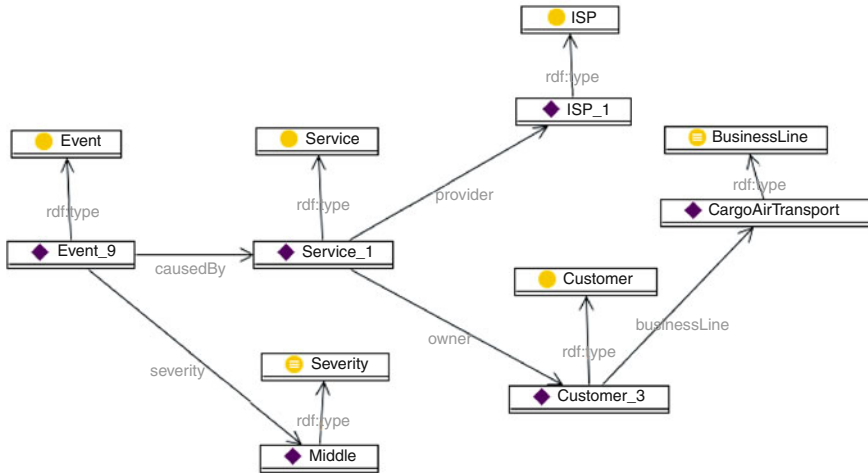 ISP
rdf:type
ISP_1
Event
Service
BusinessLine
rdf:type
rdf:type
provider
rdf:type
CargoAirTransport
Event_9
causedBy
Service_1
Customer
businessLine
owner
rdf:type
severity
Severity
Customer_3
rdf:type
Middle